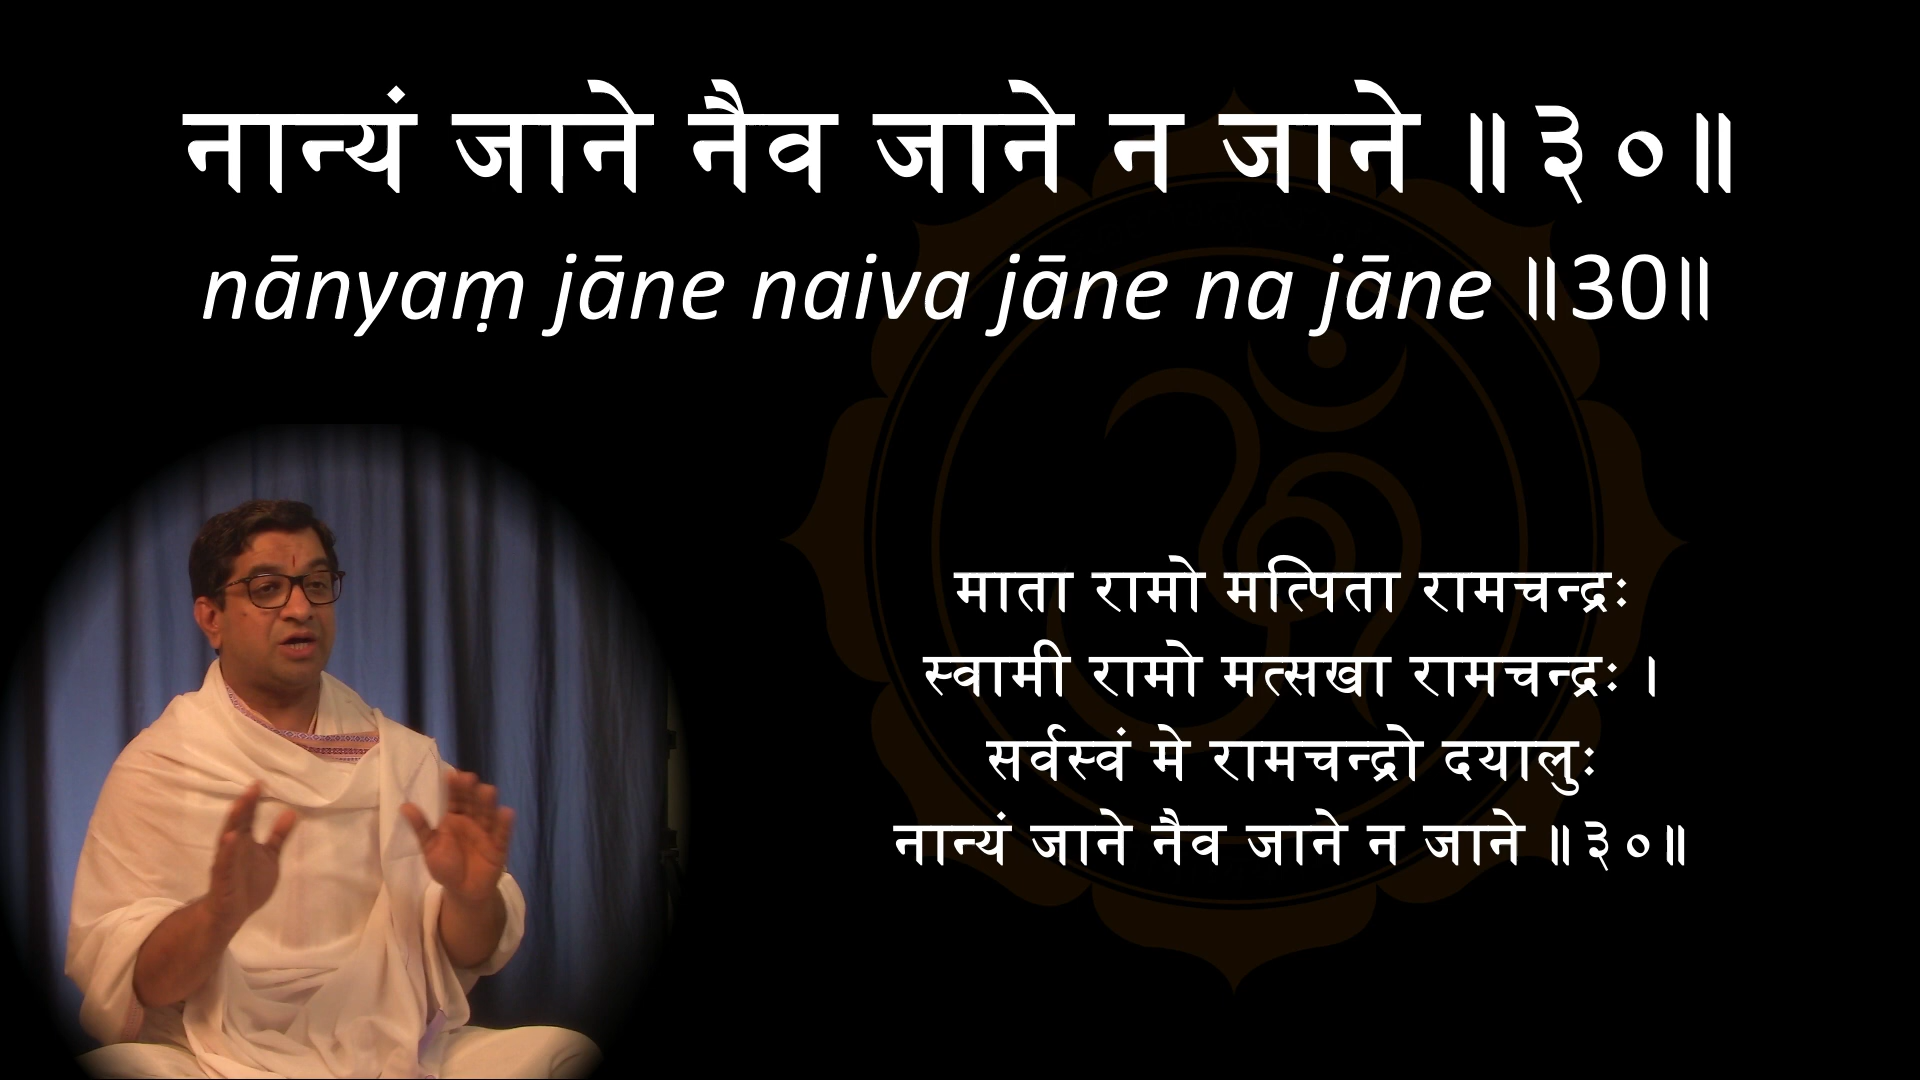 नान्यं जाने नैव जाने न जाने ॥३०॥
nānyaṃ jāne naiva jāne na jāne ॥30॥
माता रामो मत्पिता रामचन्द्रः
स्वामी रामो मत्सखा रामचन्द्रः ।
सर्वस्वं मे रामचन्द्रो दयालुः
नान्यं जाने नैव जाने न जाने ॥३०॥